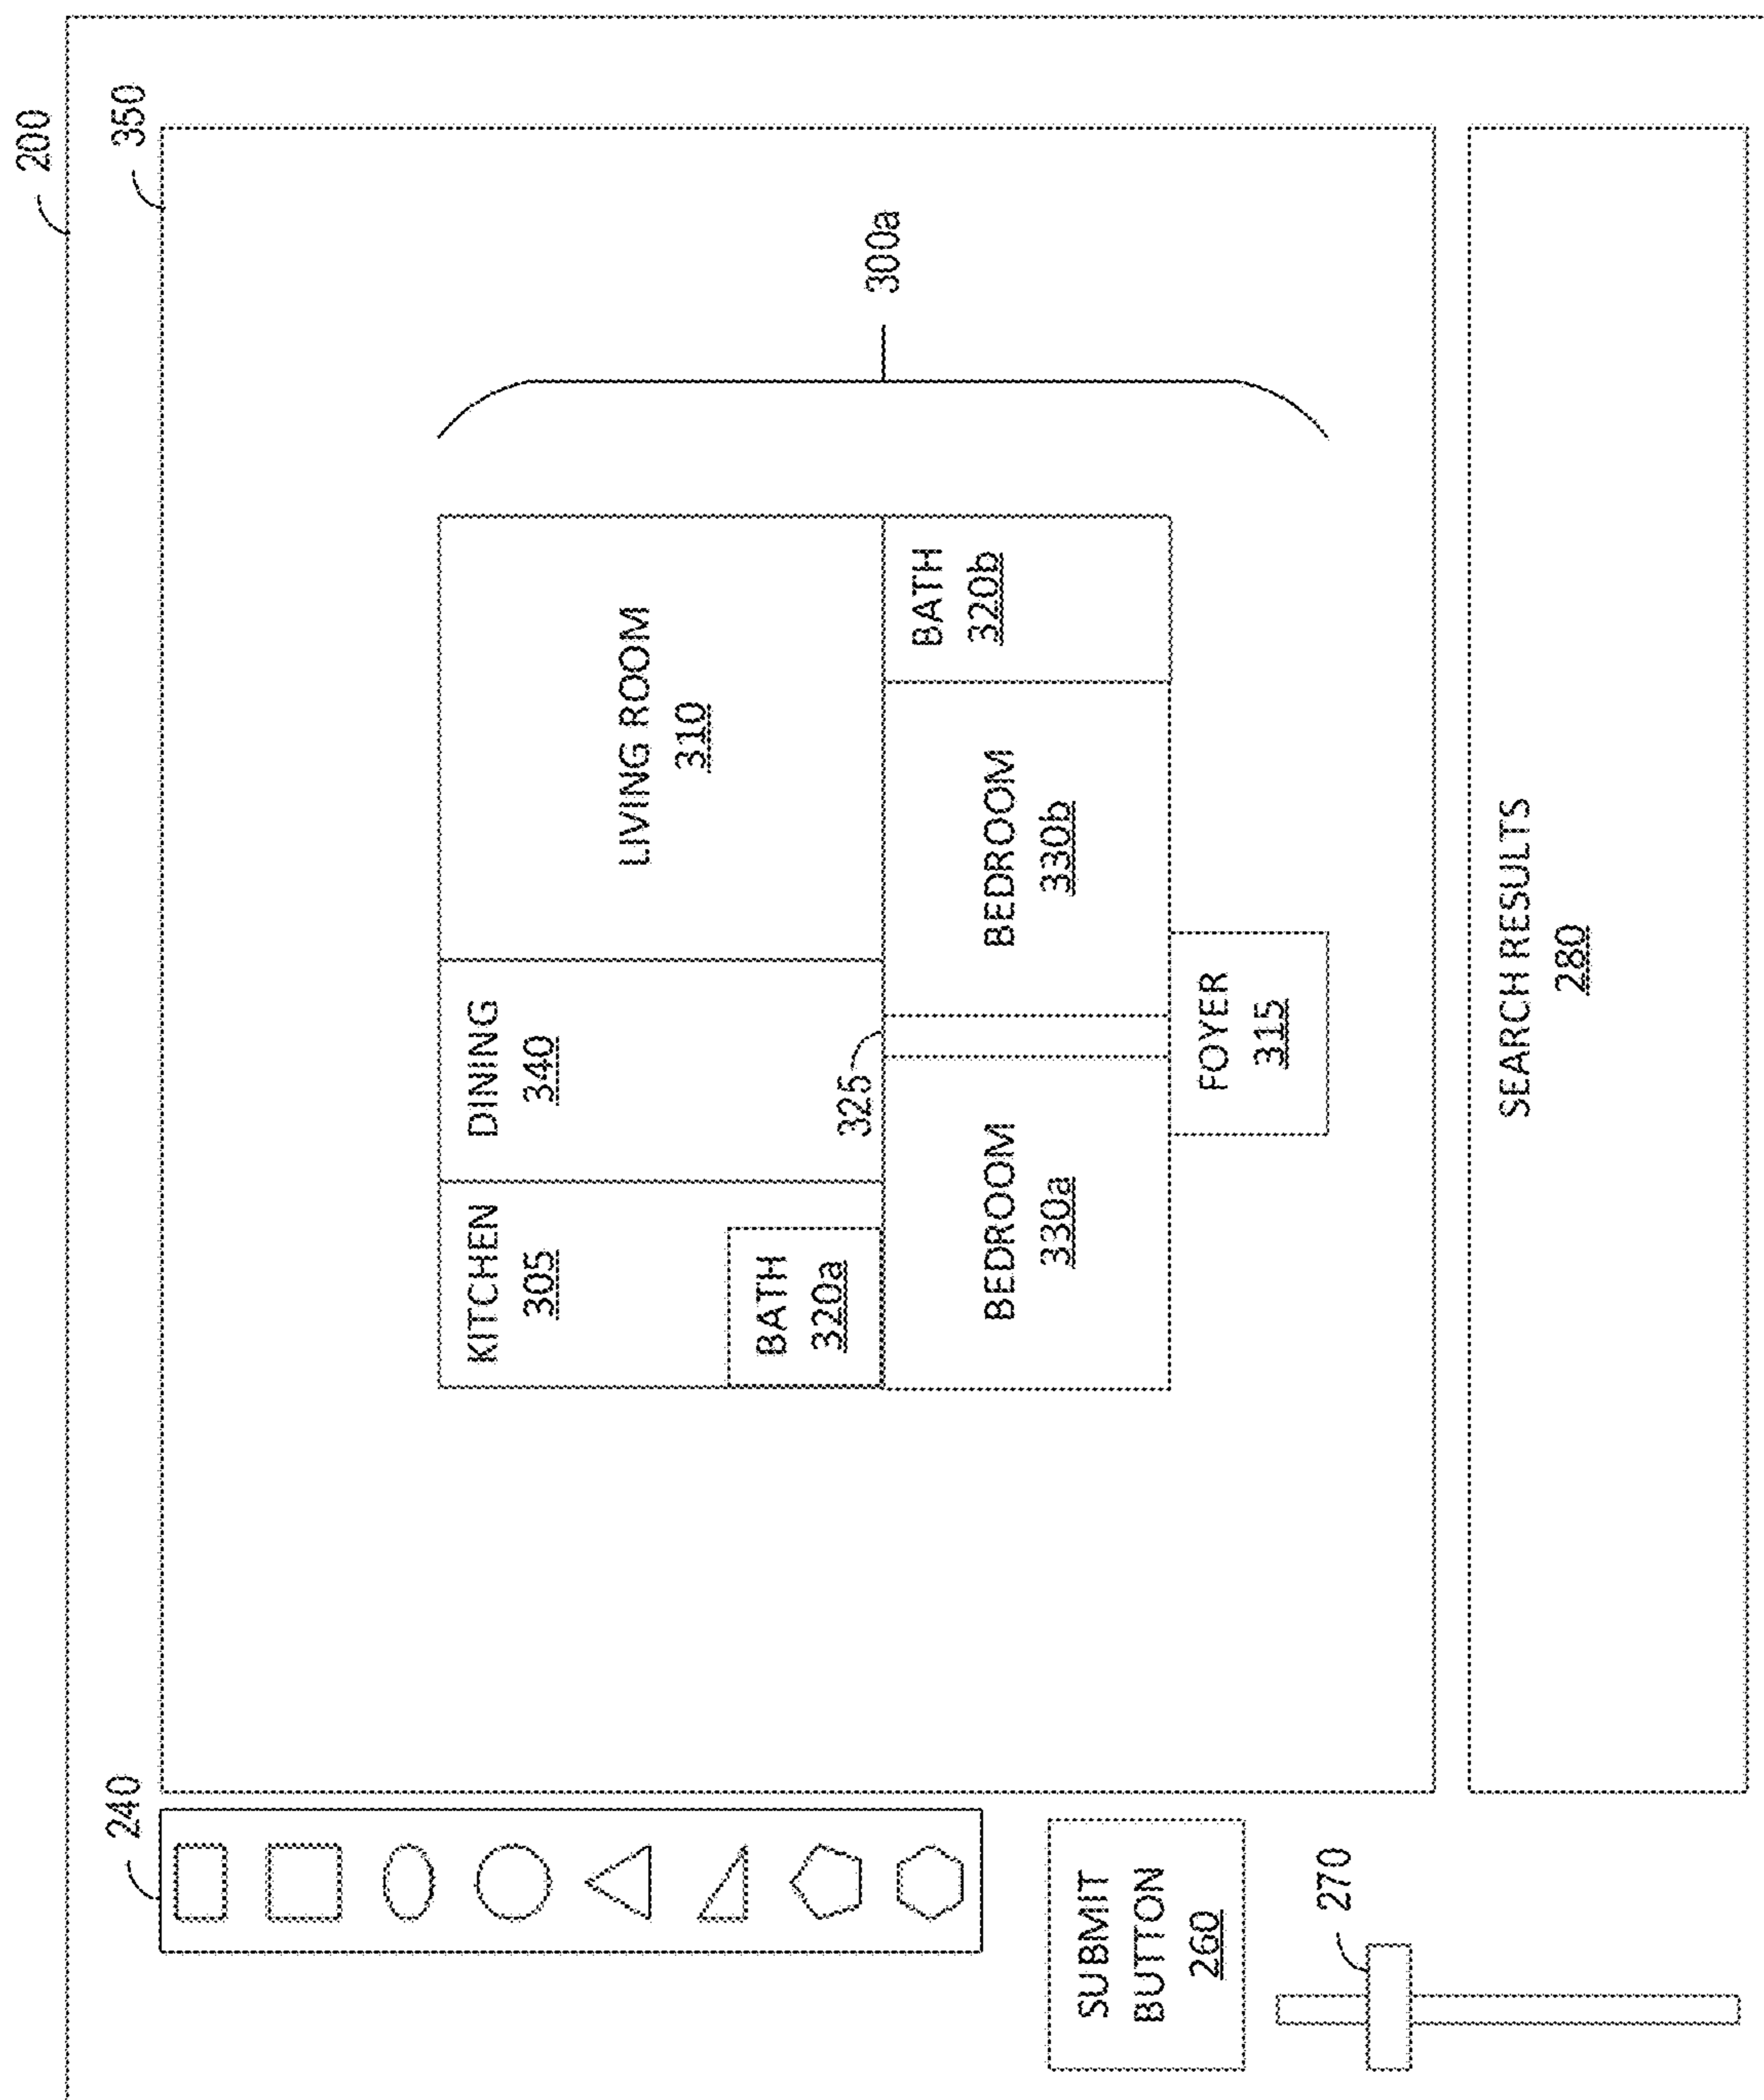 200
240
350
KITCHEN
305
DINING
340
LIVING ROOM
310
BATH
320a
325
300a
BEDROOM
330a
BEDROOM
330b
BATH
320b
FOYER
315
SUBMIT
BUTTON
260
270
SEARCH RESULTS
280